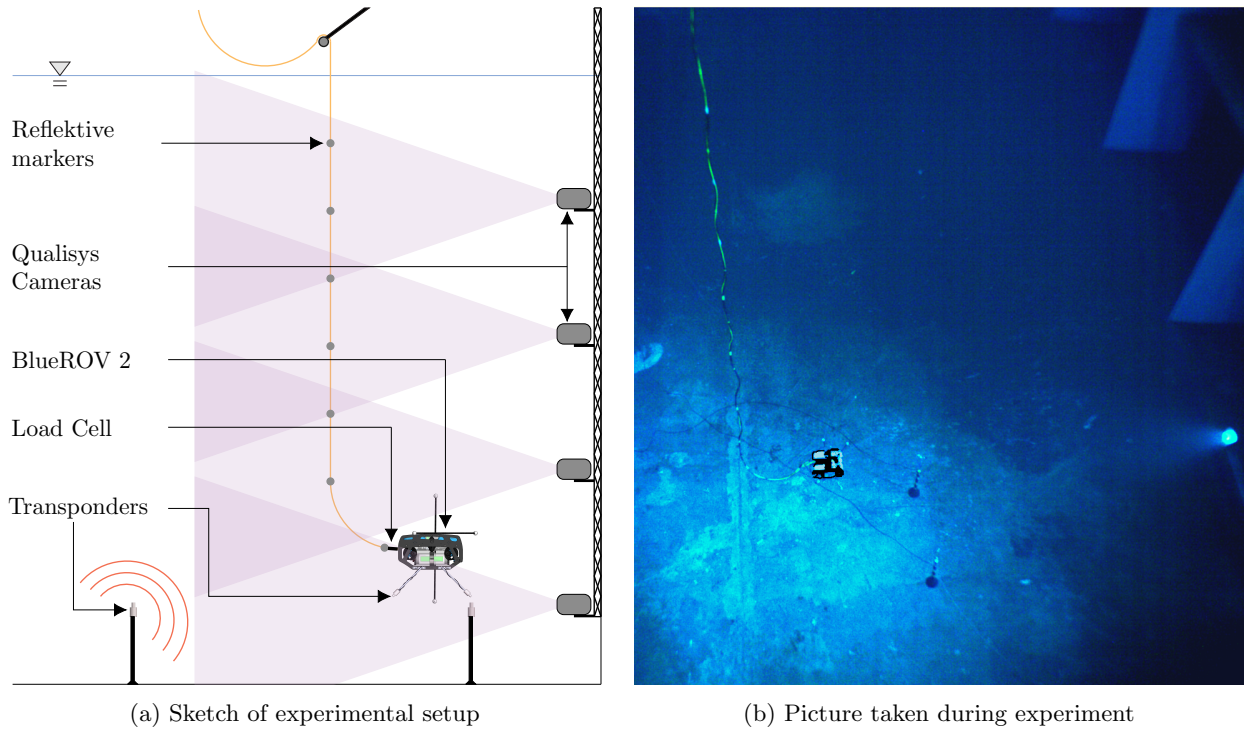 Reflektive
markers
Qualisys
Cameras
BlueROV 2
Load Cell
Transponders
(a) Sketch of experimental setup
(b) Picture taken during experiment